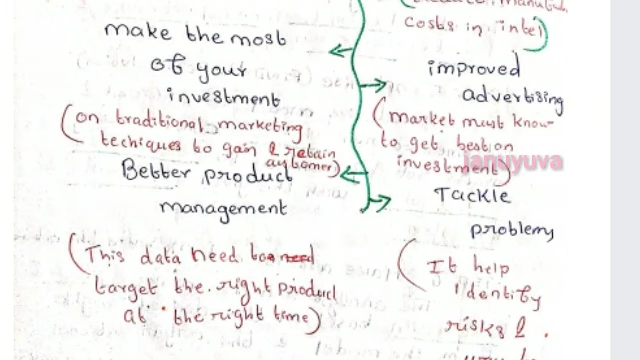 costs in intel)
make the most
of your
investment
(on traditional marketing
techiques to gain & retain
Better product
management
(This data need to
target the right product
at the right time)
improved
advertising
(market must know
to get best on
investment)
januyuva
Tackle
problems
(It help
identify
risks &